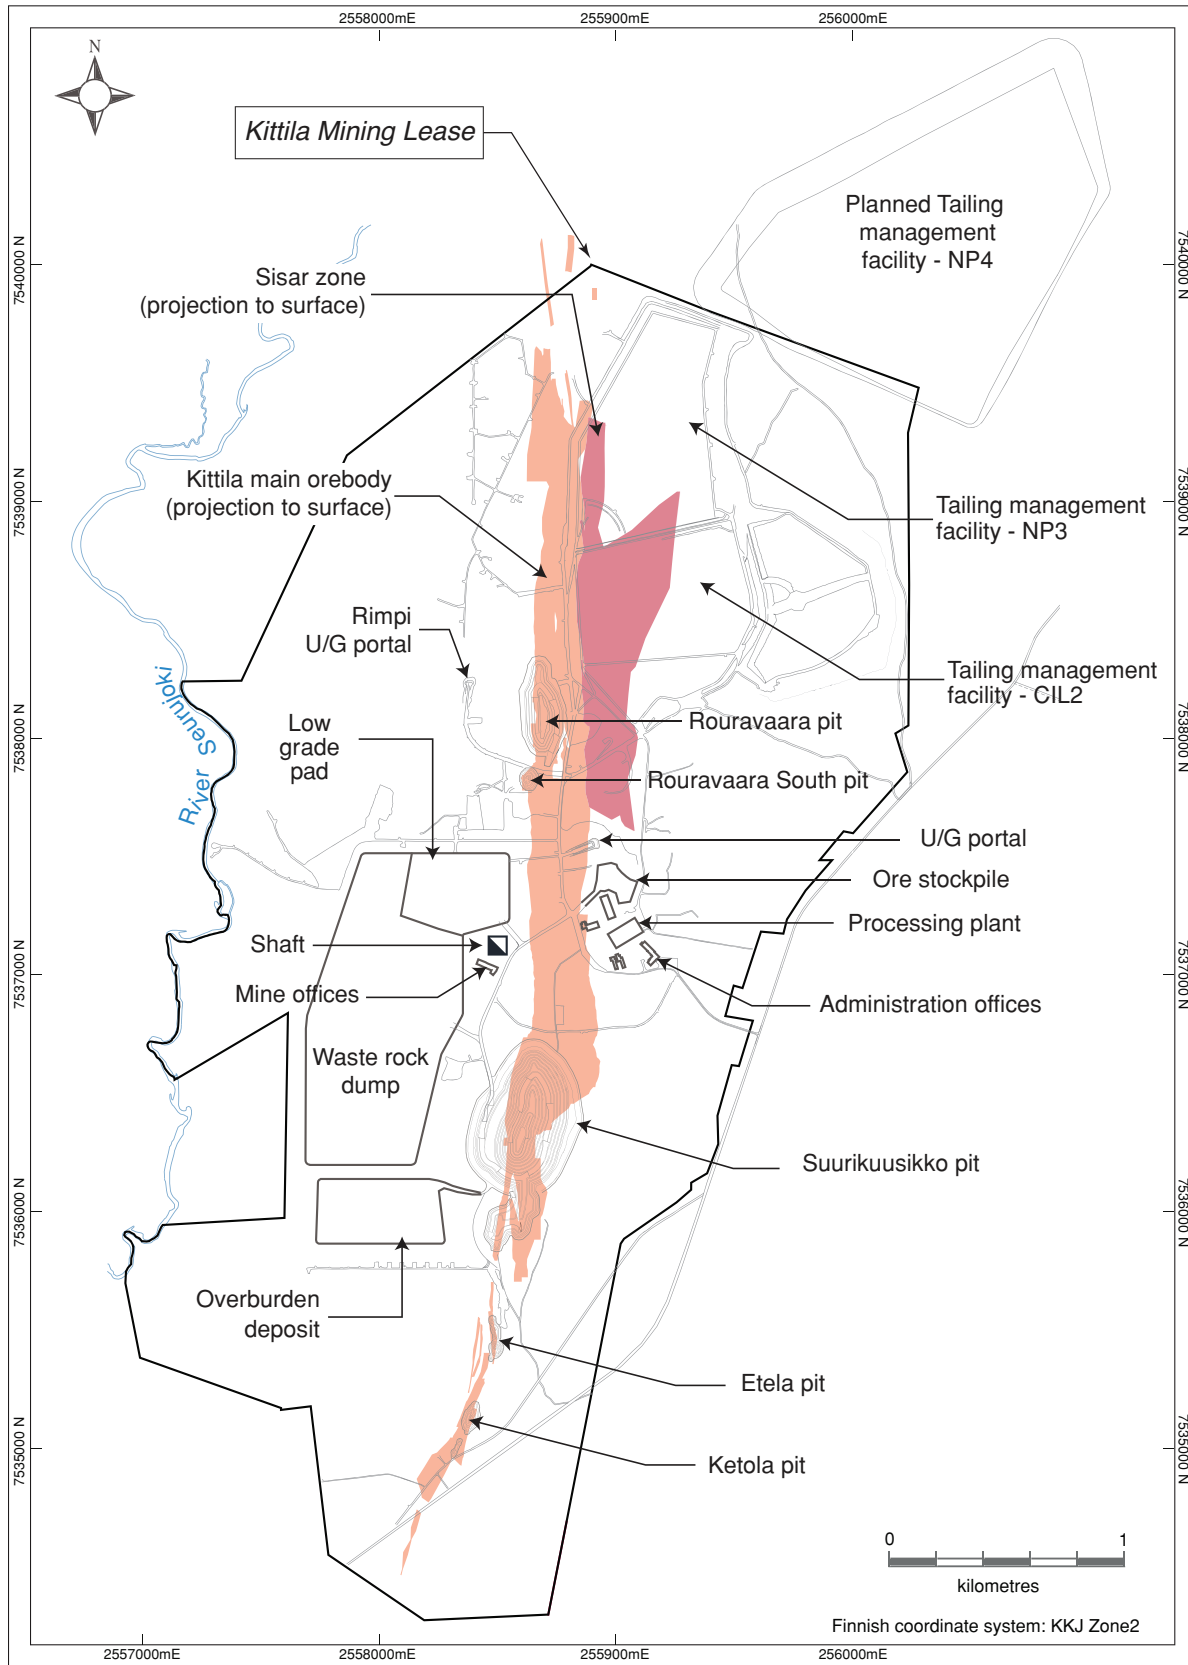 2558000mE
255900mE
256000mE
N
Kittila Mining Lease
Planned Tailing
management
facility - NP4
7540000 N
7540000 N
Sisar zone
(projection to surface)
Kittila main orebody
(projection to surface)
7539000 N
7539000 N
Tailing management
facility - NP3
Rimpi
U/G portal
Tailing management
facility - CIL2
River Seurujoki
Low
grade
pad
Rouravaara pit
7538000 N
7538000 N
Rouravaara South pit
U/G portal
Ore stockpile
Processing plant
Shaft
Mine offices
7537000 N
7537000 N
Administration offices
Waste rock
dump
Suurikuusikko pit
7536000 N
7536000 N
Overburden
deposit
Etela pit
Ketola pit
7535000 N
7535000 N
0 1
kilometres
Finnish coordinate system: KKJ Zone2
2557000mE
2558000mE
255900mE
256000mE